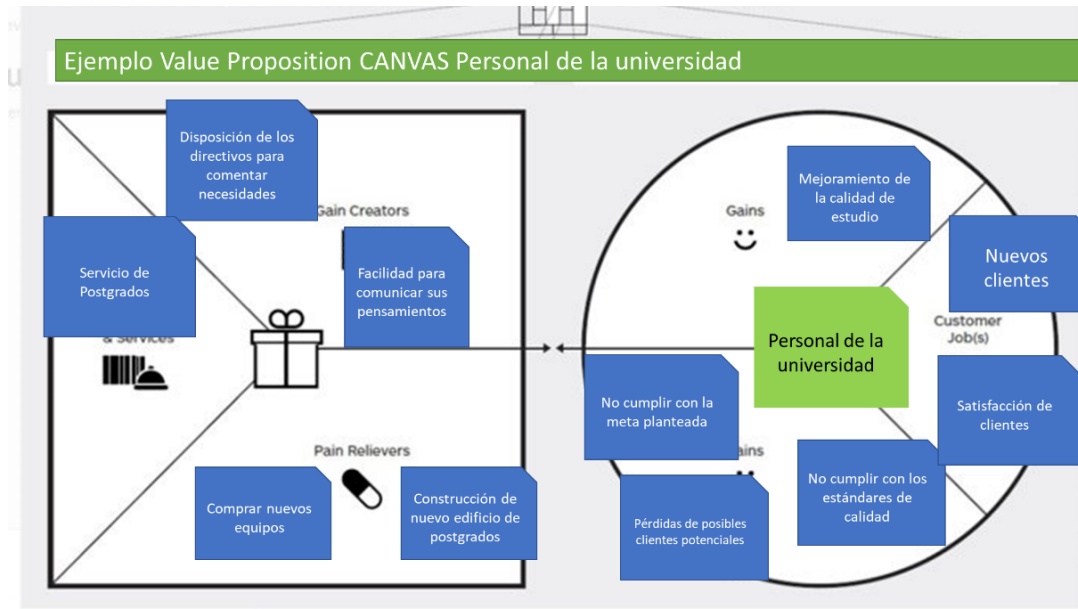 Ejemplo Value Proposition CANVAS Personal de la universidad
Disposición de los
directivos para
comentar
necesidades
Gain Creators
Servicio de
Postgrados
Facilidad para
comunicar sus
pensamientos
& Services
Pain Relievers
Comprar nuevos
equipos
Construcción de
nuevo edificio de
postgrados
Gains
Mejoramiento de
la calidad de
estudio
Nuevos
clientes
Customer
Job(s)
Personal de la
universidad
No cumplir con la
meta planteada
Satisfacción de
clientes
ains
No cumplir con los
estándares de
calidad
Pérdidas de posibles
clientes potenciales